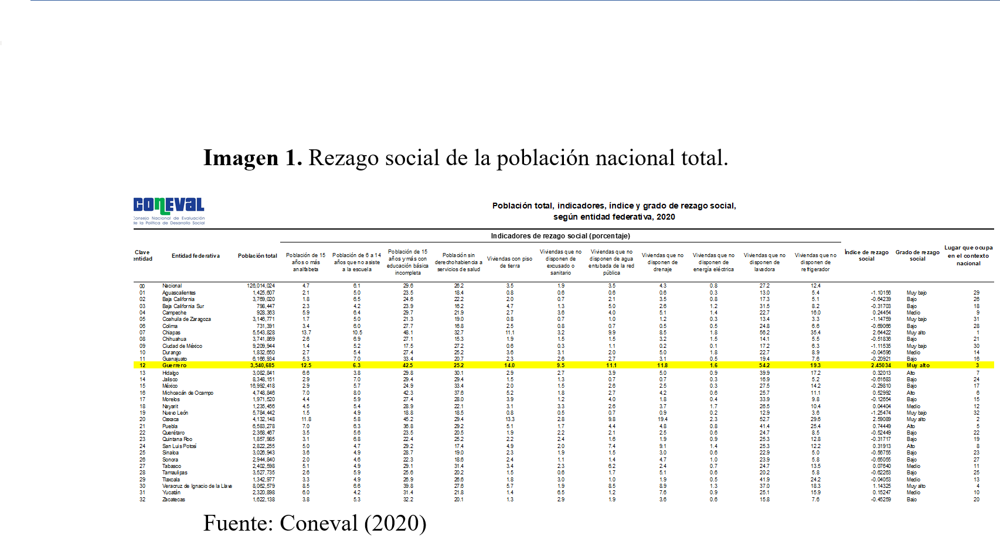 Imagen 1. Rezago social de la población nacional total.
CONEVAL
Consejo Nacional de Evaluación
de la Política de Desarrollo Social
Población total, indicadores, índice y grado de rezago social,
según entidad federativa, 2020
Indicadores de rezago social (porcentaje)
Clave entidad Entidad federativa Población total Población de 15 años o más analfabeta Población de 6 a 14 años que no asiste a la escuela Población de 15 años y más con educación básica incompleta Población sin derechohabiencia a servicios de salud Viviendas con piso de tierra Viviendas que no disponen de excusado o sanitario Viviendas que no disponen de agua entubada de la red pública Viviendas que no disponen de drenaje Viviendas que no disponen de energía eléctrica Viviendas que no disponen de lavadora Viviendas que no disponen de refrigerador Índice de rezago social Grado de rezago social Lugar que ocupa en el contexto nacional
00 Nacional 126,014,024 4.7 6.1 29.6 26.2 3.5 1.9 3.5 4.3 0.8 27.2 12.4
01 Aguascalientes 1,425,607 2.1 5.0 23.5 18.4 0.8 0.6 0.6 0.6 0.3 13.0 5.4 -1.10156 Muy bajo 29
02 Baja California 3,769,020 1.8 6.5 24.6 22.2 2.0 0.7 2.1 3.5 0.8 17.3 5.1 -0.64239 Bajo 26
03 Baja California Sur 798,447 2.3 4.2 23.9 16.2 4.7 1.3 5.0 2.6 1.2 31.5 8.2 -0.31703 Bajo 18
04 Campeche 928,363 5.9 6.4 29.7 21.9 2.7 3.6 4.0 5.1 1.4 22.7 16.0 0.24454 Medio 9
05 Coahuila de Zaragoza 3,146,771 1.7 5.0 21.3 19.0 0.8 0.7 1.0 1.2 0.3 13.4 3.3 -1.14759 Muy bajo 31
06 Colima 731,391 3.4 6.0 27.7 16.8 2.5 0.8 0.7 0.5 0.5 24.8 6.6 -0.69066 Bajo 28
07 Chiapas 5,543,828 13.7 10.5 48.1 32.7 11.1 3.2 9.9 8.5 1.8 56.2 35.4 2.64422 Muy alto 1
08 Chihuahua 3,741,869 2.6 6.9 27.1 15.3 1.9 1.5 1.5 3.2 1.5 14.1 5.5 -0.51836 Bajo 21
09 Ciudad de México 9,209,944 1.4 5.2 17.5 27.2 0.6 0.3 1.1 0.2 0.1 17.2 6.3 -1.11535 Muy bajo 30
10 Durango 1,832,650 2.7 5.4 27.4 25.2 3.6 3.1 2.0 5.0 1.8 22.7 8.9 -0.04596 Medio 14
11 Guanajuato 6,166,934 5.3 7.0 33.4 20.7 2.3 2.6 2.7 3.1 0.5 19.4 7.6 -0.20921 Bajo 16
12 Guerrero 3,540,685 12.5 6.3 42.5 25.2 14.0 9.5 11.1 11.8 1.6 54.2 19.3 2.45034 Muy alto 3
13 Hidalgo 3,082,841 6.6 3.8 29.8 30.1 2.9 2.7 3.9 5.0 0.9 39.9 17.2 0.32013 Alto 7
14 Jalisco 8,348,151 2.9 7.0 29.4 29.4 1.5 1.3 0.7 0.7 0.3 16.9 5.2 -0.61683 Bajo 24
15 México 16,992,418 2.9 5.7 24.9 33.4 2.0 1.5 2.6 2.5 0.3 27.5 14.2 -0.29810 Bajo 17
16 Michoacán de Ocampo 4,748,846 7.0 8.0 42.3 37.6 5.2 1.8 2.7 4.2 0.6 25.7 11.1 0.52992 Alto 6
17 Morelos 1,971,520 4.4 5.9 27.4 28.0 3.9 1.2 4.0 1.8 0.4 33.9 9.8 -0.12654 Bajo 15
18 Nayarit 1,235,456 4.5 5.4 28.9 22.1 3.1 3.3 2.6 3.7 1.7 26.5 10.4 0.04404 Medio 12
19 Nuevo León 5,784,442 1.5 4.9 18.8 18.5 0.8 0.5 0.7 0.9 0.2 12.9 3.6 -1.25474 Muy bajo 32
20 Oaxaca 4,132,148 11.8 5.8 45.2 29.4 13.3 2.8 9.8 19.4 2.3 52.7 29.6 2.59089 Muy alto 2
21 Puebla 6,583,278 7.0 6.3 36.8 29.2 5.1 1.7 4.4 4.8 0.8 41.4 25.4 0.74449 Alto 5
22 Querétaro 2,368,467 3.5 5.6 23.5 20.5 1.9 2.2 2.1 2.5 0.6 24.7 8.5 -0.52449 Bajo 22
23 Quintana Roo 1,857,985 3.1 6.8 22.4 25.2 2.2 2.4 1.6 1.9 0.9 25.3 12.8 -0.31717 Bajo 19
24 San Luis Potosí 2,822,255 5.0 4.7 29.2 17.4 4.9 2.0 7.4 9.1 1.4 25.3 12.2 0.31913 Alto 8
25 Sinaloa 3,026,943 3.6 4.9 28.7 19.0 2.3 1.9 1.5 3.0 0.6 22.9 5.0 -0.56755 Bajo 23
26 Sonora 2,944,840 2.0 4.6 22.3 18.6 2.4 1.1 1.4 4.7 1.0 23.9 5.8 -0.65055 Bajo 27
27 Tabasco 2,402,598 5.1 4.9 29.1 31.4 3.4 2.3 6.2 2.4 0.7 24.7 13.5 0.07640 Medio 11
28 Tamaulipas 3,527,735 2.6 5.9 25.6 20.2 1.5 0.6 1.7 5.1 0.6 20.2 5.8 -0.62263 Bajo 25
29 Tlaxcala 1,342,977 3.3 4.9 26.9 26.6 1.8 3.0 1.0 1.9 0.5 41.9 24.2 -0.04053 Medio 13
30 Veracruz de Ignacio de la Llave 8,062,579 8.5 6.6 39.8 27.6 5.7 1.9 8.5 8.9 1.3 37.0 18.3 1.14325 Muy alto 4
31 Yucatán 2,320,898 6.0 4.2 31.4 21.8 1.4 6.5 1.2 7.6 0.9 25.1 15.9 0.15247 Medio 10
32 Zacatecas 1,622,138 3.8 5.3 32.2 20.1 1.3 2.9 1.9 3.6 0.6 15.8 7.6 -0.45259 Bajo 20
Fuente: Coneval (2020)